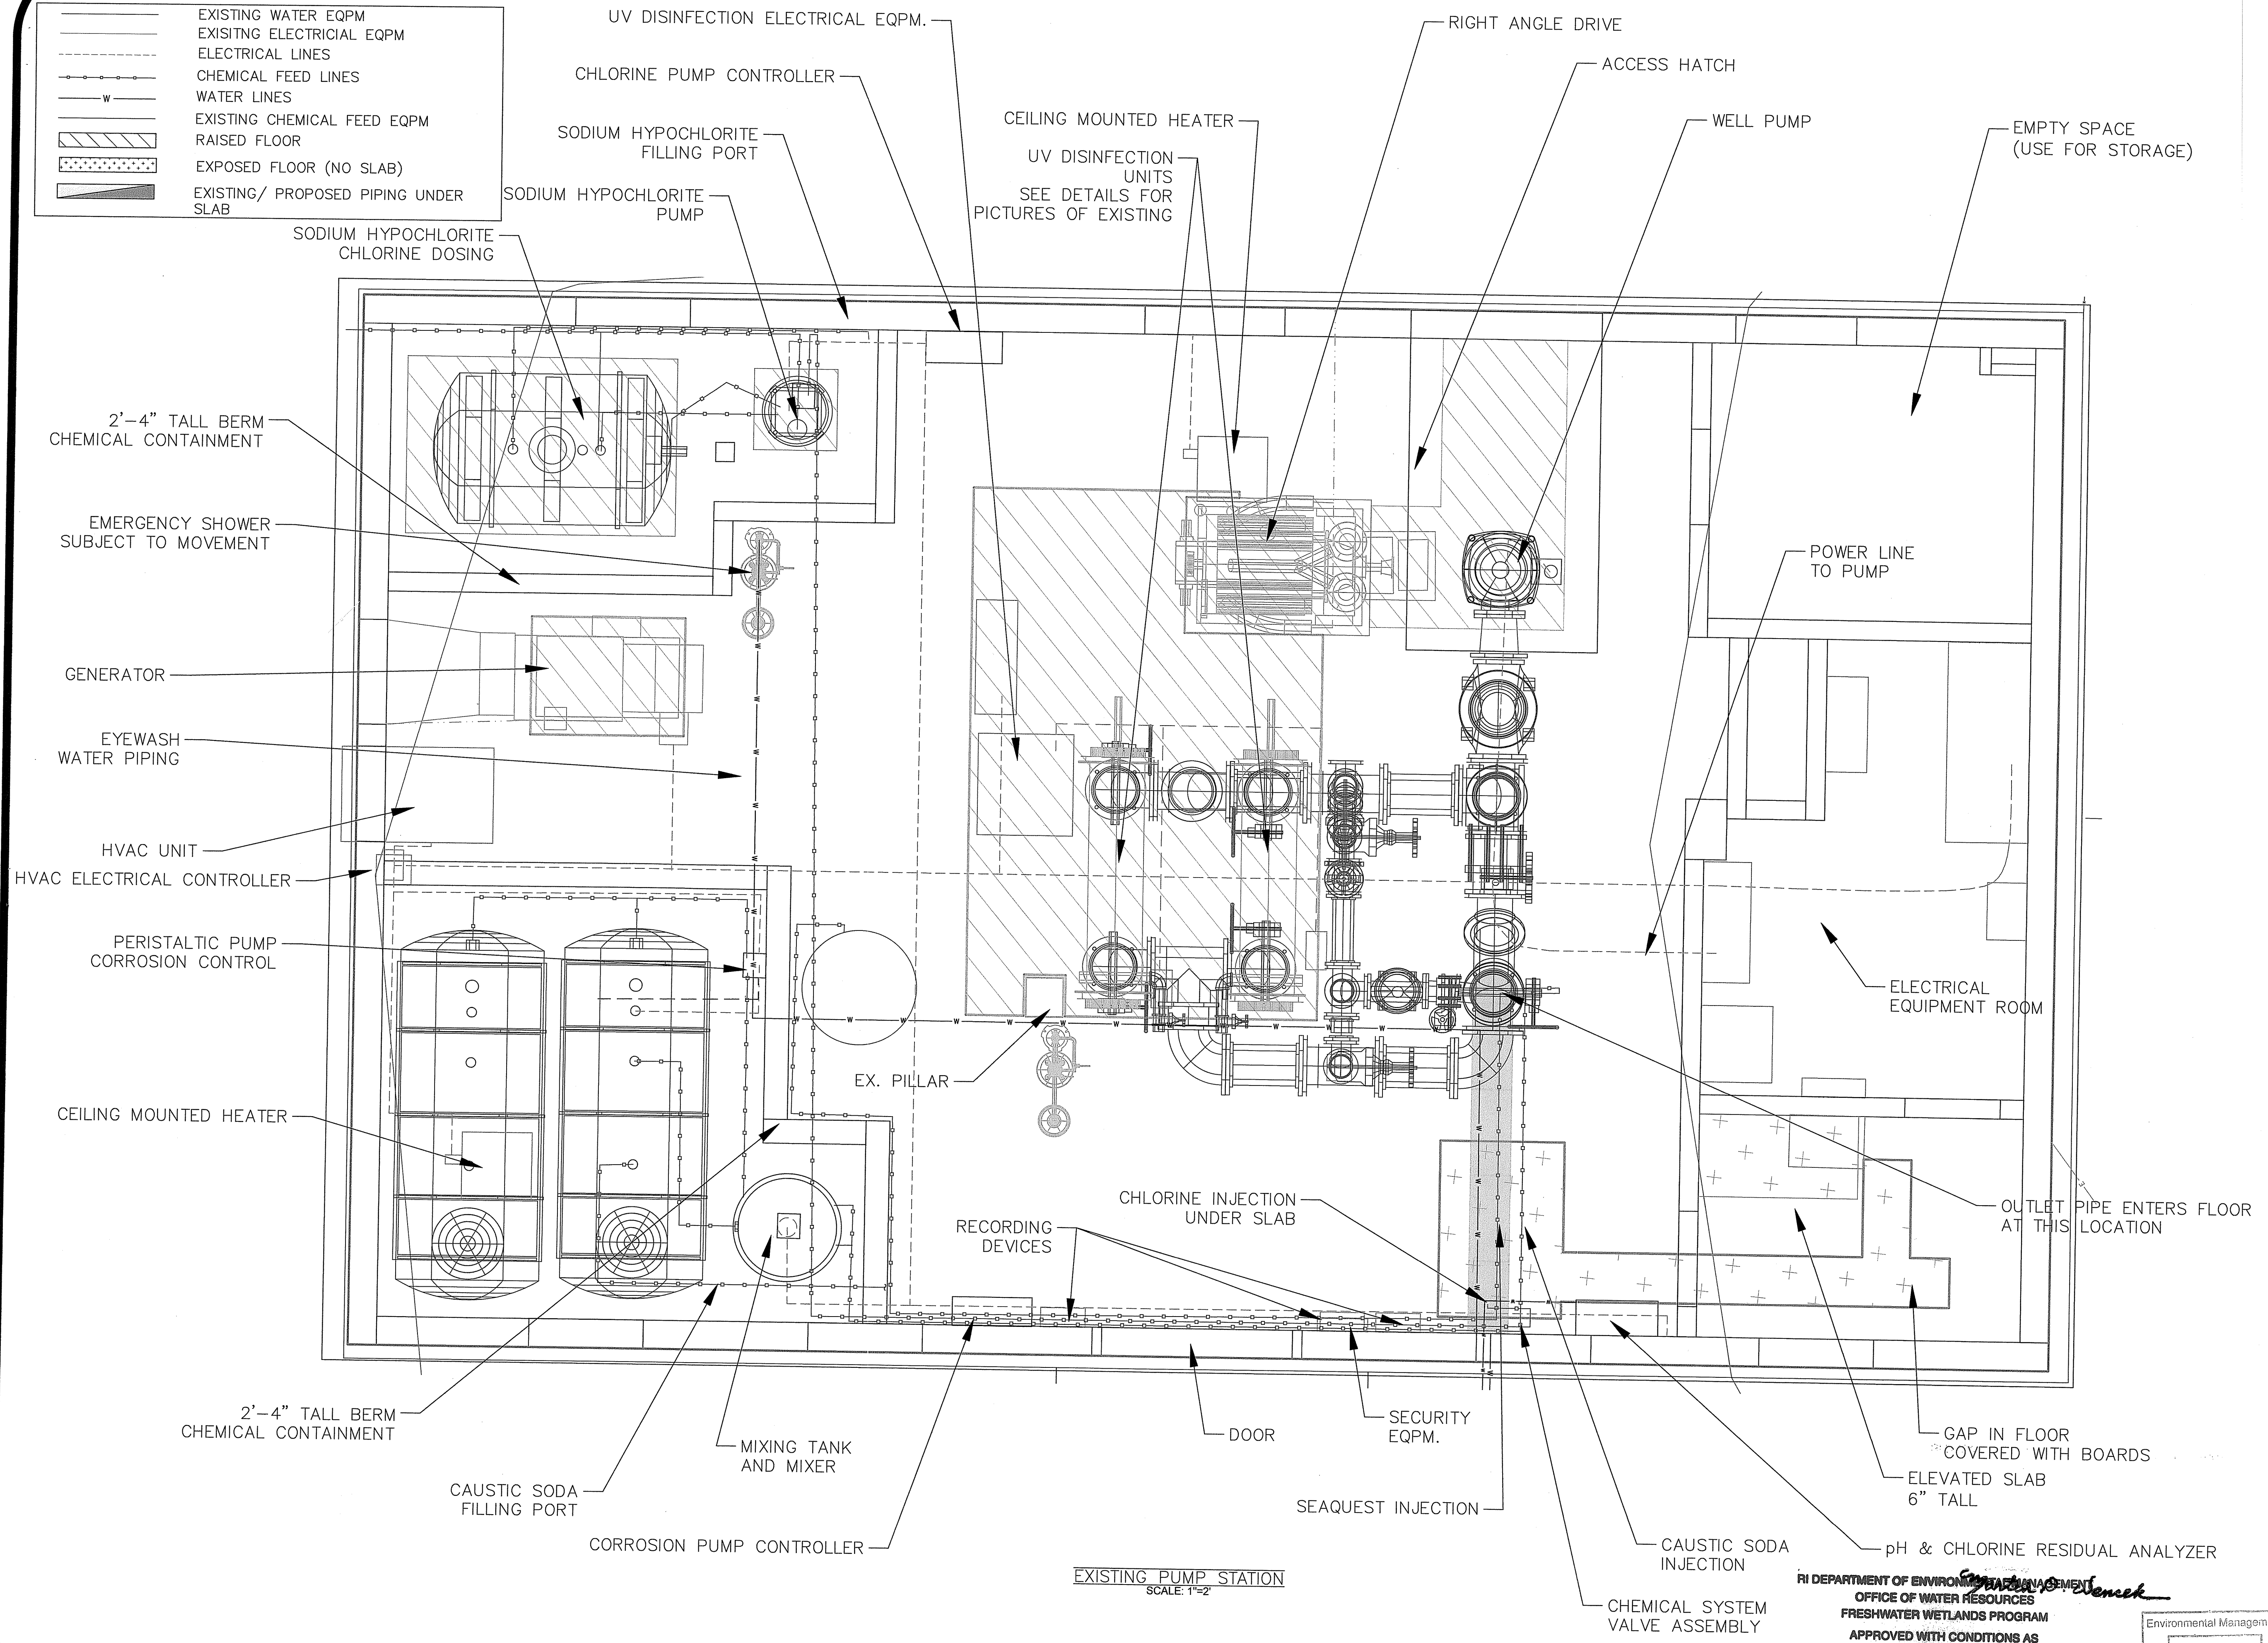 EXISTING WATER EQPM
EXISITNG ELECTRICIAL EQPM
ELECTRICAL LINES
CHEMICAL FEED LINES
W
WATER LINES
EXISTING CHEMICAL FEED EQPM
RAISED FLOOR
EXPOSED FLOOR (NO SLAB)
EXISTING/ PROPOSED PIPING UNDER
SLAB
UV DISINFECTION ELECTRICAL EQPM.
CHLORINE PUMP CONTROLLER
SODIUM HYPOCHLORITE
FILLING PORT
SODIUM HYPOCHLORITE
PUMP
SODIUM HYPOCHLORITE
CHLORINE DOSING
CEILING MOUNTED HEATER
UV DISINFECTION
UNITS
SEE DETAILS FOR
PICTURES OF EXISTING
RIGHT ANGLE DRIVE
ACCESS HATCH
WELL PUMP
EMPTY SPACE
(USE FOR STORAGE)
2'-4" TALL BERM
CHEMICAL CONTAINMENT
EMERGENCY SHOWER
SUBJECT TO MOVEMENT
GENERATOR
EYEWASH
WATER PIPING
HVAC UNIT
HVAC ELECTRICAL CONTROLLER
PERISTALTIC PUMP
CORROSION CONTROL
CEILING MOUNTED HEATER
POWER LINE
TO PUMP
ELECTRICAL
EQUIPMENT ROOM
EX. PILLAR
CHLORINE INJECTION
UNDER SLAB
RECORDING
DEVICES
OUTLET PIPE ENTERS FLOOR
AT THIS LOCATION
2'-4" TALL BERM
CHEMICAL CONTAINMENT
MIXING TANK
AND MIXER
CAUSTIC SODA
FILLING PORT
CORROSION PUMP CONTROLLER
DOOR
SECURITY
EQPM.
SEAQUEST INJECTION
GAP IN FLOOR
COVERED WITH BOARDS
ELEVATED SLAB
6" TALL
CAUSTIC SODA
INJECTION
pH & CHLORINE RESIDUAL ANALYZER
CHEMICAL SYSTEM
VALVE ASSEMBLY
EXISTING PUMP STATION
SCALE: 1"=2'
RI DEPARTMENT OF ENVIRONMENTAL MANAGEMENT
OFFICE OF WATER RESOURCES
FRESHWATER WETLANDS PROGRAM
APPROVED WITH CONDITIONS AS
Environmental Managem